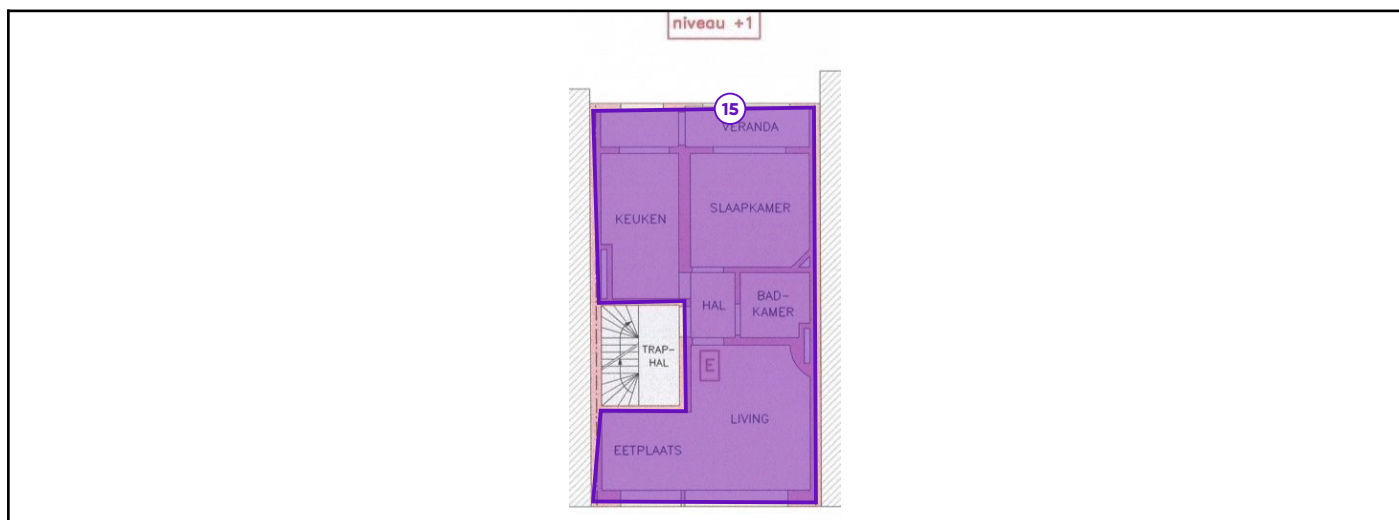 niveau +1
15
VERANDA
KEUKEN
SLAAPKAMER
HAL
BAD-
KAMER
TRAP-
HAL
E
LIVING
EETPLAATS